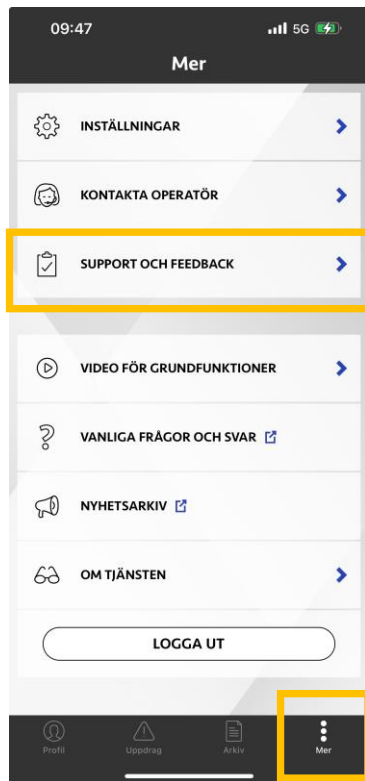 09:47
5G
Mer
INSTÄLLNINGAR
KONTAKTA OPERATÖR
SUPPORT OCH FEEDBACK
VIDEO FÖR GRUNDFUNKTIONER
VANLIGA FRÅGOR OCH SVAR
NYHETSARKIV
OM TJÄNSTEN
LOGGA UT
Profil
Uppdrag
Arkiv
Mer